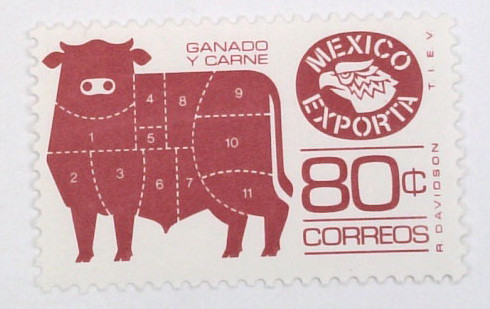 GANADO
Y CARNE
MEXICO
EXPORTA
T.I.E.V.
4
8
9
1
5
10
2
3
6
7
11
80¢
CORREOS
R. DAVIDSON